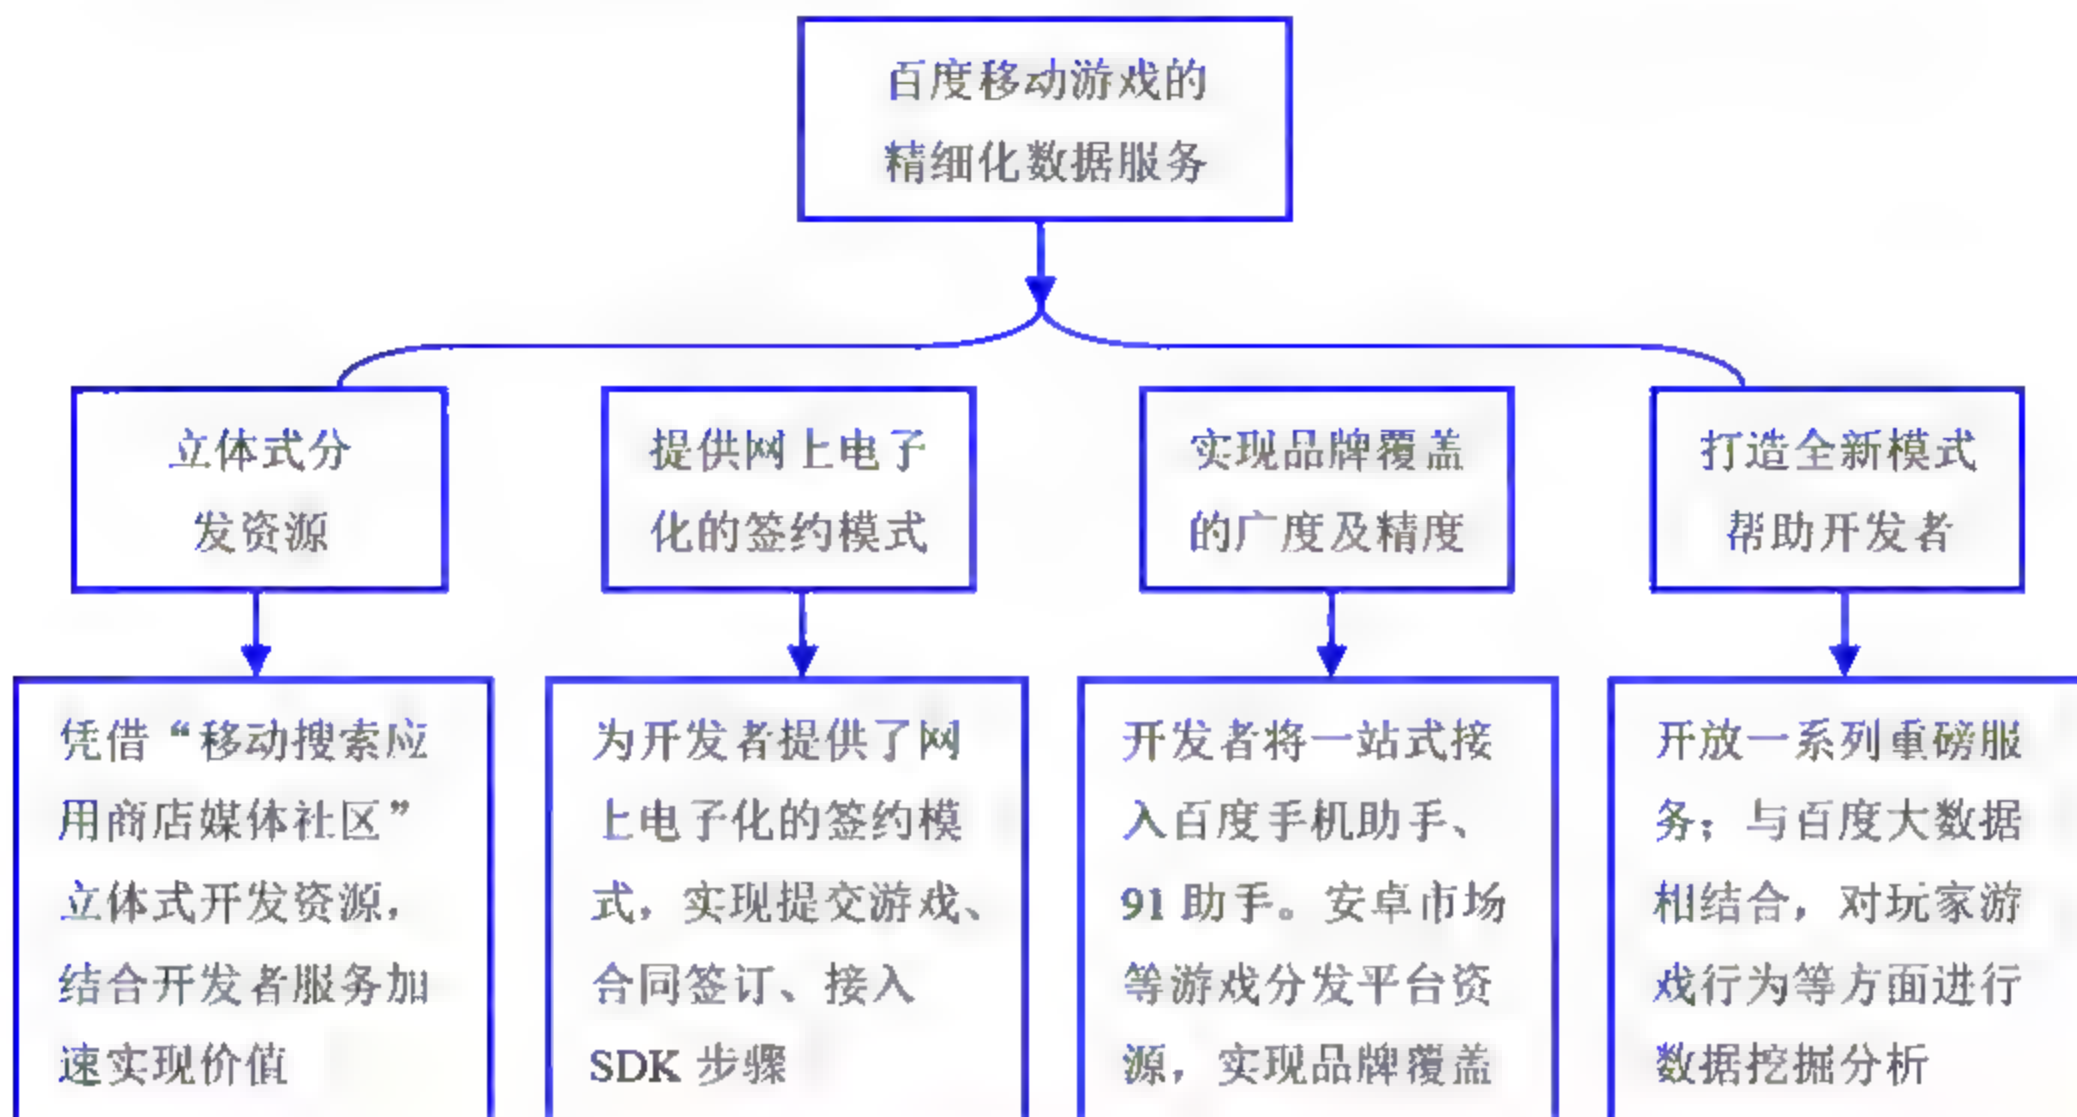 百度移动游戏的
精细化数据服务
立体式分
发资源
提供网上电子
化的签约模式
实现品牌覆盖
的广度及精度
打造全新模式
帮助开发者
凭借“移动搜索应
用商店媒体社区”
立体式开发资源，
结合开发者服务加
速实现价值
为开发者提供了网
上电子化的签约模
式，实现提交游戏、
合同签订、接入
SDK 步骤
开发者将一站式接
入百度手机助手、
91 助手。安卓市场
等游戏分发平台资
源，实现品牌覆盖
开放一系列重磅服
务；与百度大数据
相结合，对玩家游
戏行为等方面进行
数据挖掘分析